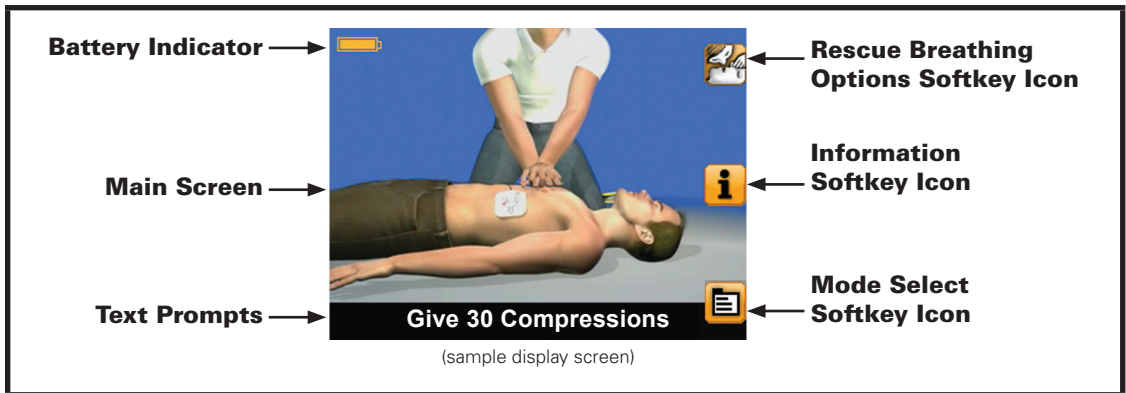 Battery Indicator
Main Screen
Text Prompts
Give 30 Compressions
(sample display screen)
Rescue Breathing
Options Softkey Icon
Information
Softkey Icon
Mode Select
Softkey Icon